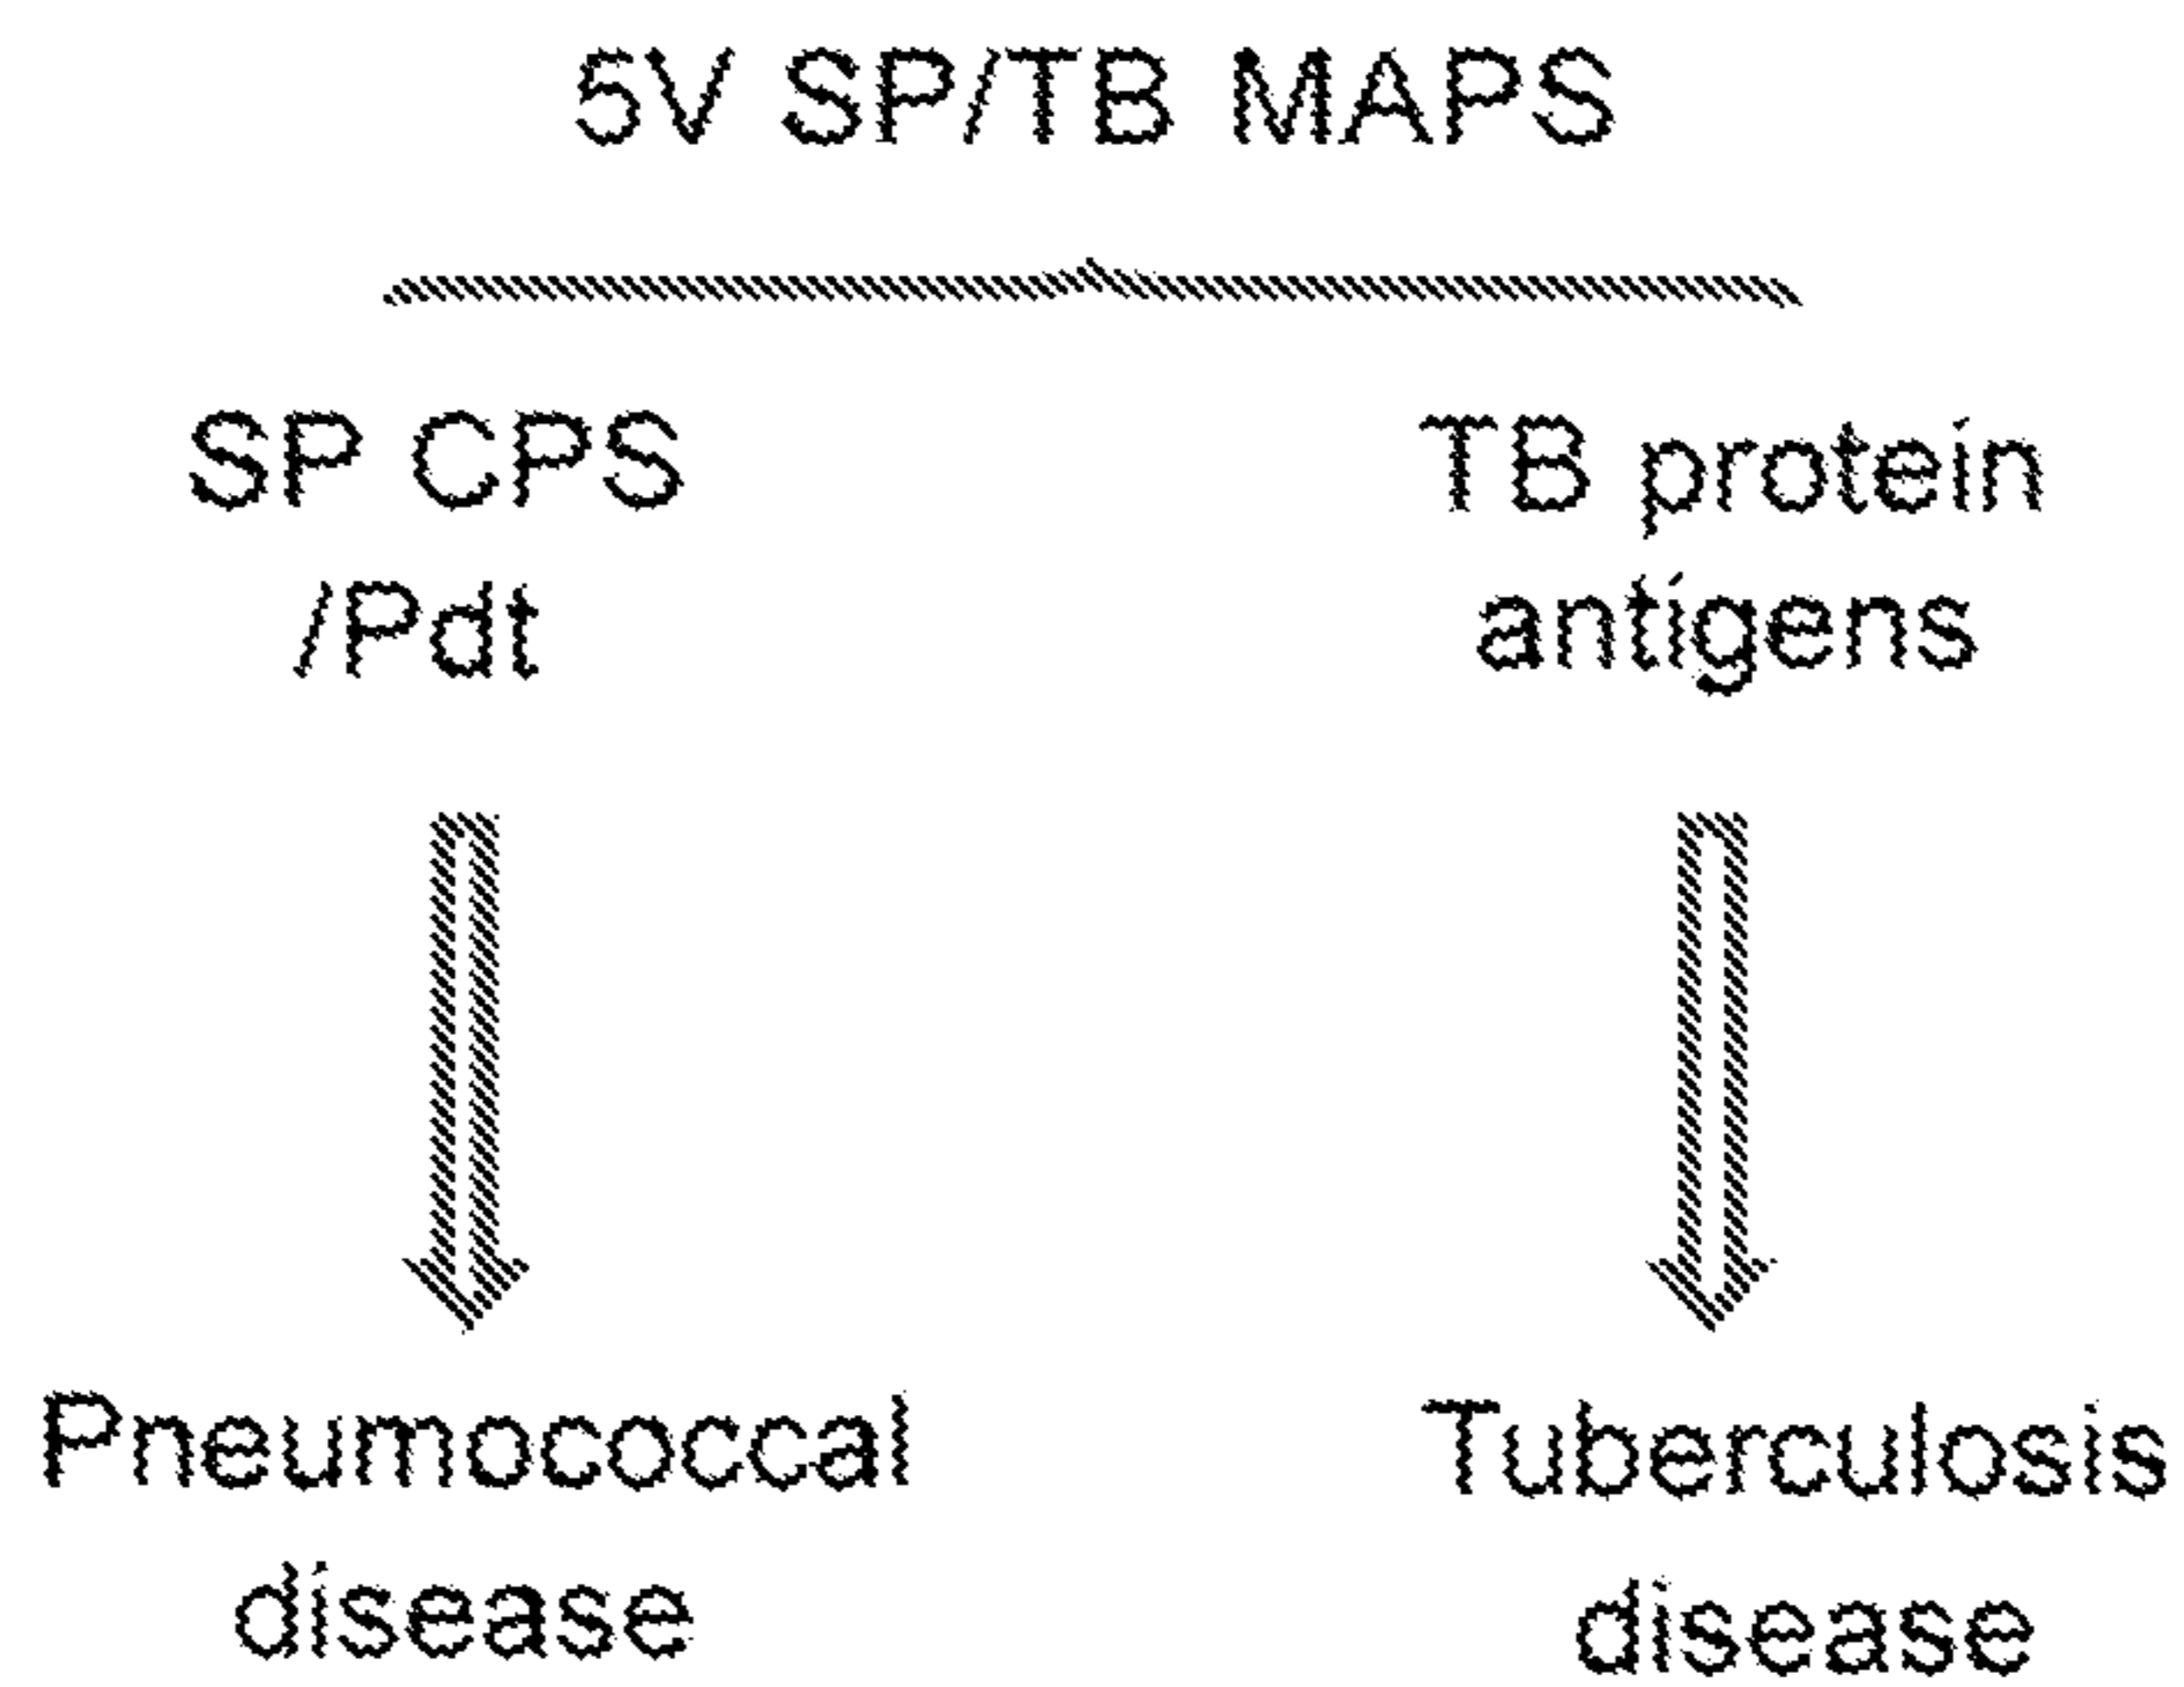 5V SP/TB MAPS
SP CPS
/Pdt
TB protein
antigens
Pneumococcal
disease
Tuberculosis
disease